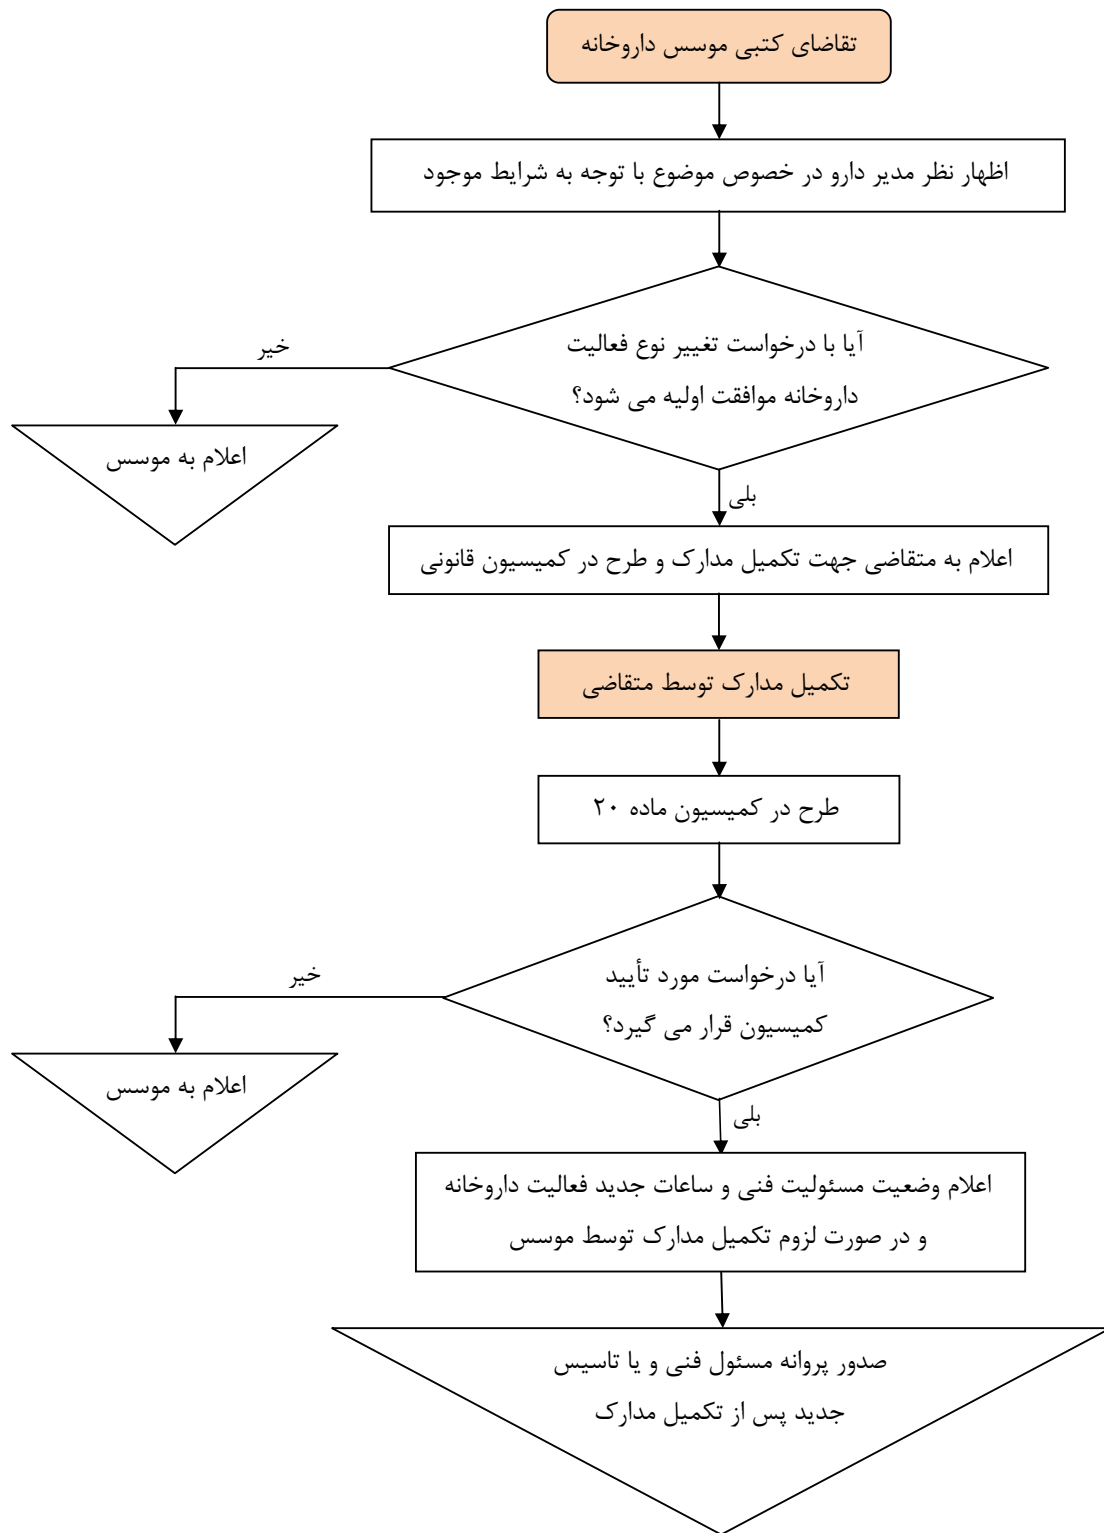 تقاضای کتبی موسس داروخانه
اظهار نظر مدیر دارو در خصوص موضوع با توجه به شرایط موجود
آیا با درخواست تغییر نوع فعالیت
داروخانه موافقت اولیه می شود؟
خیر
اعلام به موسس
بلی
اعلام به متقاضی جهت تکمیل مدارک و طرح در کمیسیون قانونی
تکمیل مدارک توسط متقاضی
طرح در کمیسیون ماده ۲۰
آیا درخواست مورد تأیید
کمیسیون قرار می گیرد؟
خیر
اعلام به موسس
بلی
اعلام وضعیت مسئولیت فنی و ساعات جدید فعالیت داروخانه
و در صورت لزوم تکمیل مدارک توسط موسس
صدور پروانه مسئول فنی و یا تاسیس
جدید پس از تکمیل مدارک